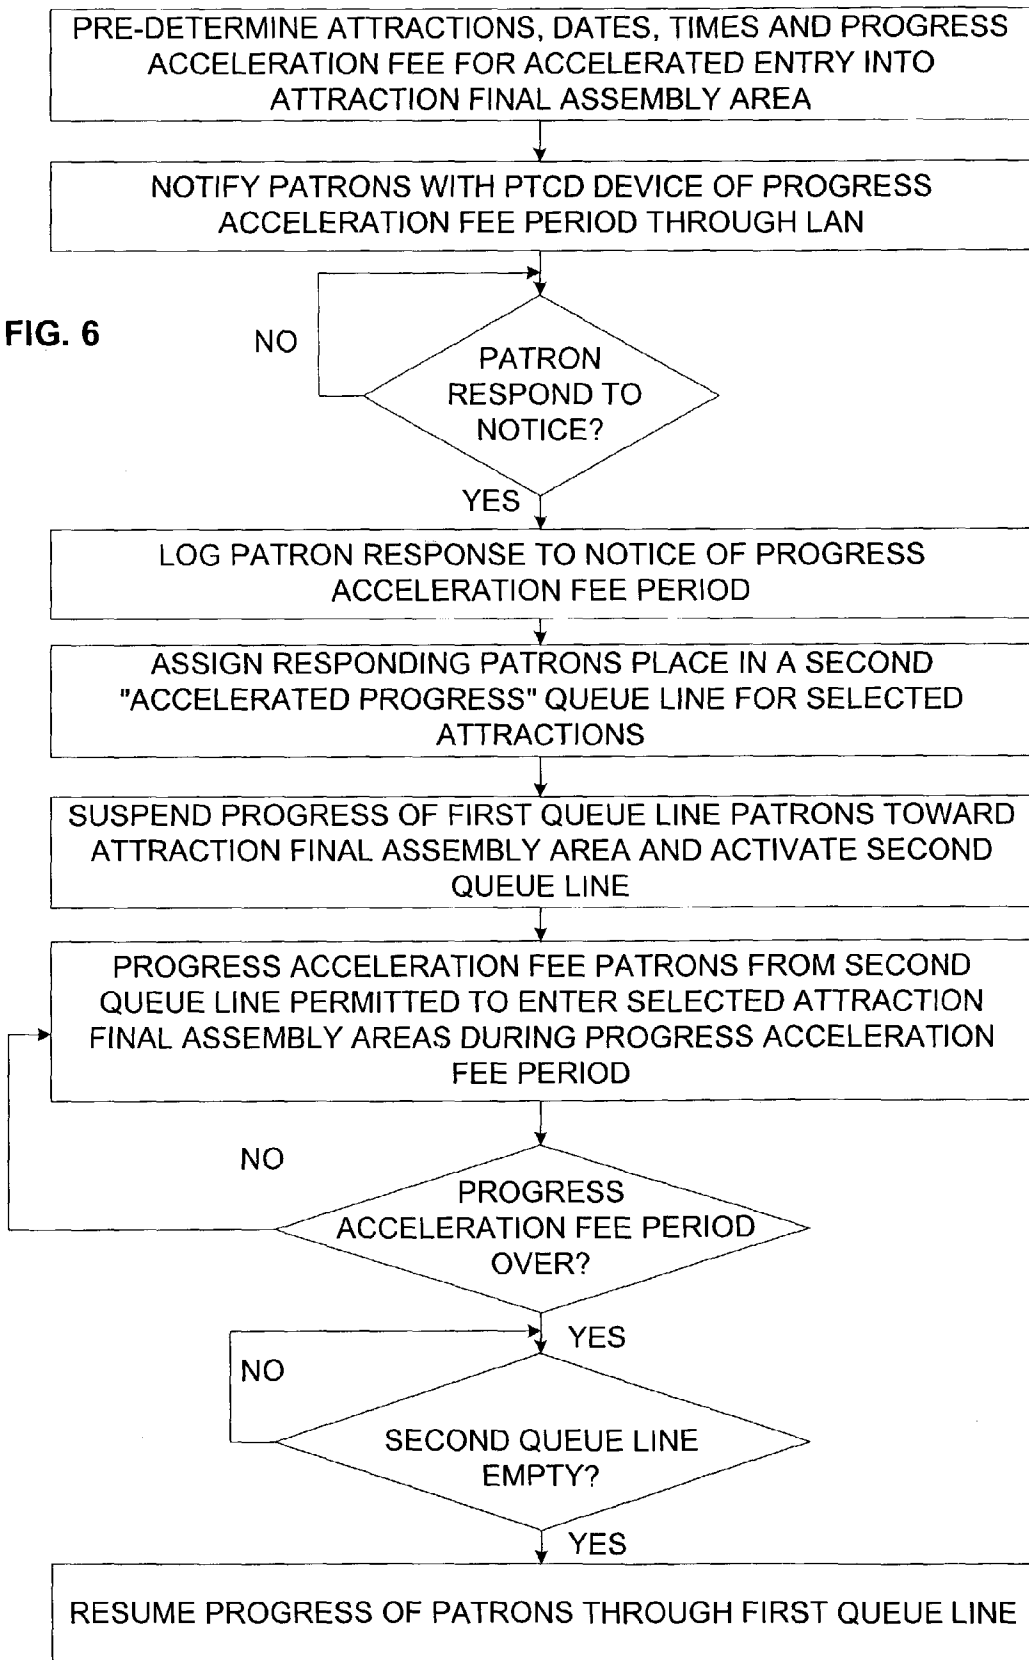 PRE-DETERMINE ATTRACTIONS, DATES, TIMES AND PROGRESS
ACCELERATION FEE FOR ACCELERATED ENTRY INTO
ATTRACTION FINAL ASSEMBLY AREA
NOTIFY PATRONS WITH PTCD DEVICE OF PROGRESS
ACCELERATION FEE PERIOD THROUGH LAN
FIG. 6
NO
PATRON
RESPOND TO
NOTICE?
YES
LOG PATRON RESPONSE TO NOTICE OF PROGRESS
ACCELERATION FEE PERIOD
ASSIGN RESPONDING PATRONS PLACE IN A SECOND
"ACCELERATED PROGRESS" QUEUE LINE FOR SELECTED
ATTRACTIONS
SUSPEND PROGRESS OF FIRST QUEUE LINE PATRONS TOWARD
ATTRACTION FINAL ASSEMBLY AREA AND ACTIVATE SECOND
QUEUE LINE
PROGRESS ACCELERATION FEE PATRONS FROM SECOND
QUEUE LINE PERMITTED TO ENTER SELECTED ATTRACTION
FINAL ASSEMBLY AREAS DURING PROGRESS ACCELERATION
FEE PERIOD
NO
PROGRESS
ACCELERATION FEE PERIOD
OVER?
YES
NO
SECOND QUEUE LINE
EMPTY?
YES
RESUME PROGRESS OF PATRONS THROUGH FIRST QUEUE LINE